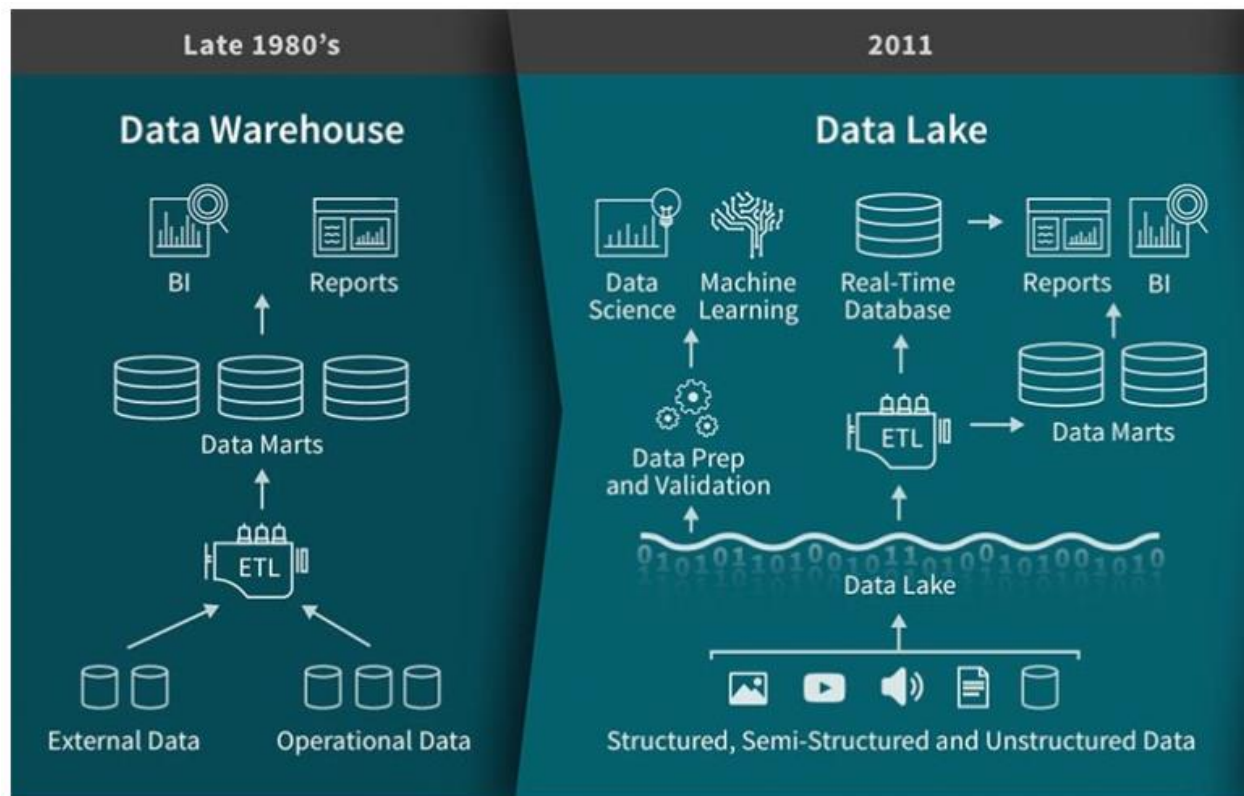 Late 1980's
Data Warehouse
BI
Reports
Data Marts
ETL
External Data
Operational Data
2011
Data Lake
Data
Science
Machine
Learning
Real-Time
Database
Reports
BI
Data Prep
and Validation
ETL
Data Marts
Data Lake
Structured, Semi-Structured and Unstructured Data